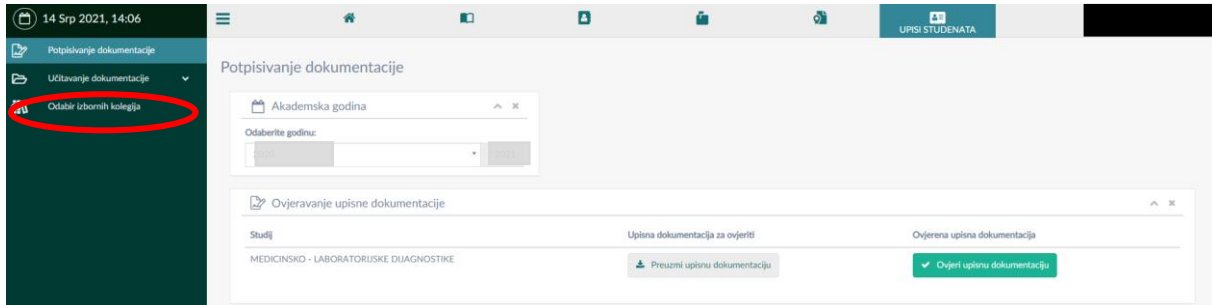 14 Srp 2021, 14:06
UPISI STUDENATA
Potpisivanje dokumentacije
Učitavanje dokumentacije
Odabir izbornih kolegija
Potpisivanje dokumentacije
Akademska godina
Odaberite godinu:
Ovjeravanje upisne dokumentacije
Studij Upisna dokumentacija za ovjeriti Ovjerena upisna dokumentacija
MEDICINSKO - LABORATORIJSKE DIJAGNOSTIKE Preuzmi upisnu dokumentaciju Ovjeri upisnu dokumentaciju